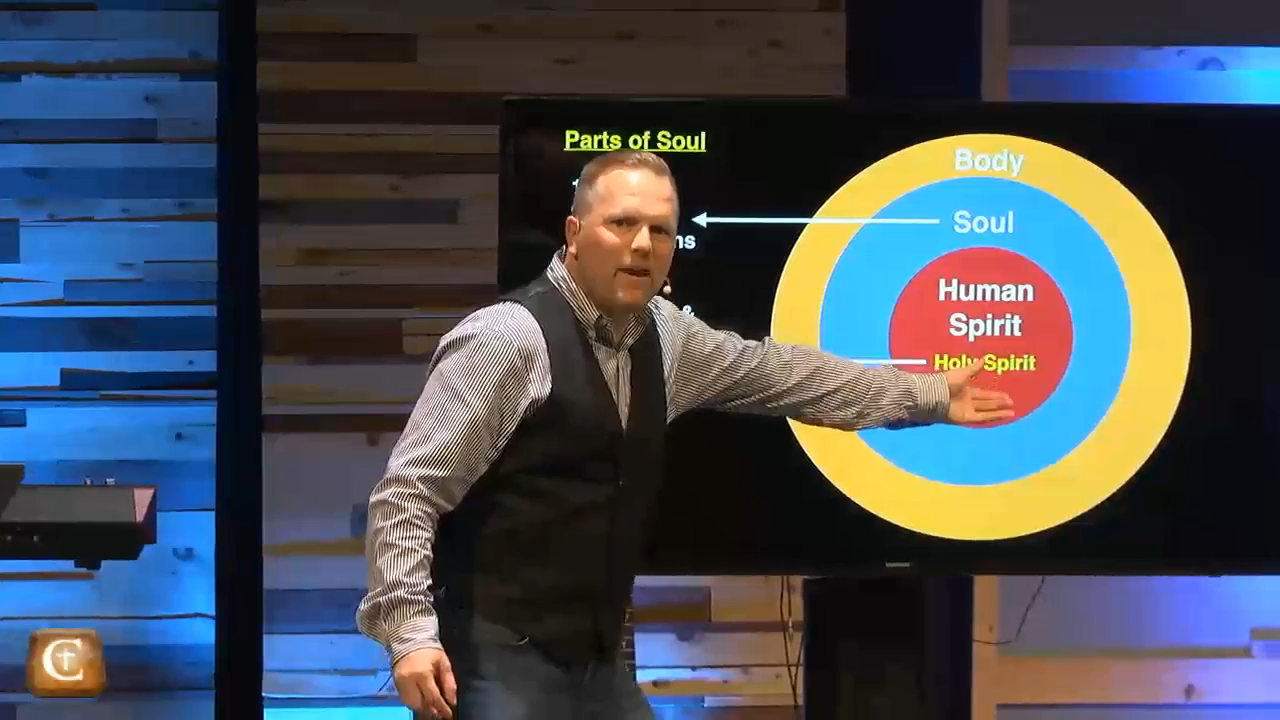 Parts of Soul
Body
Soul
Human
Spirit
Holy Spirit
&